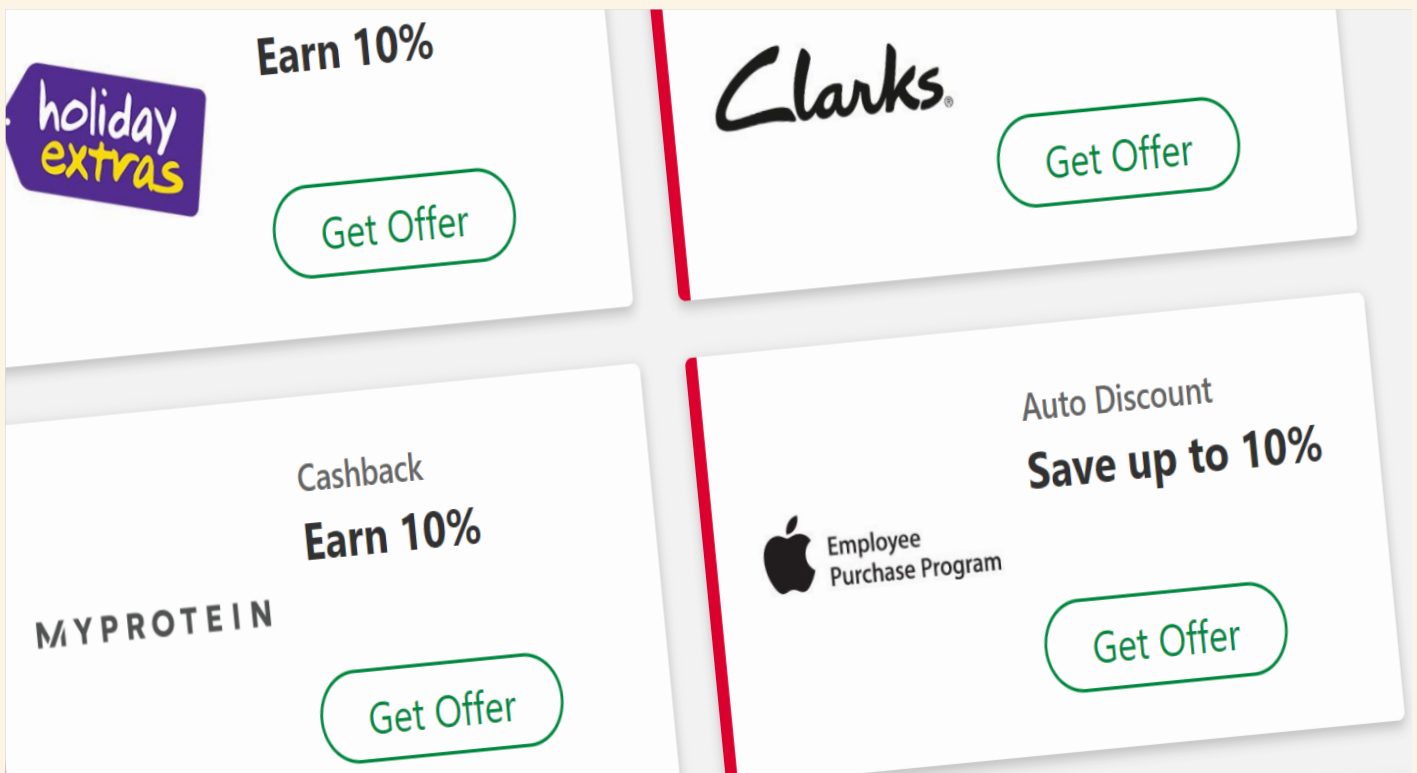 Earn 10%
holiday
extras
Get Offer
Clarks®
Get Offer
Cashback
Earn 10%
MYPROTEIN
Get Offer
Auto Discount
Save up to 10%
Employee
Purchase Program
Get Offer